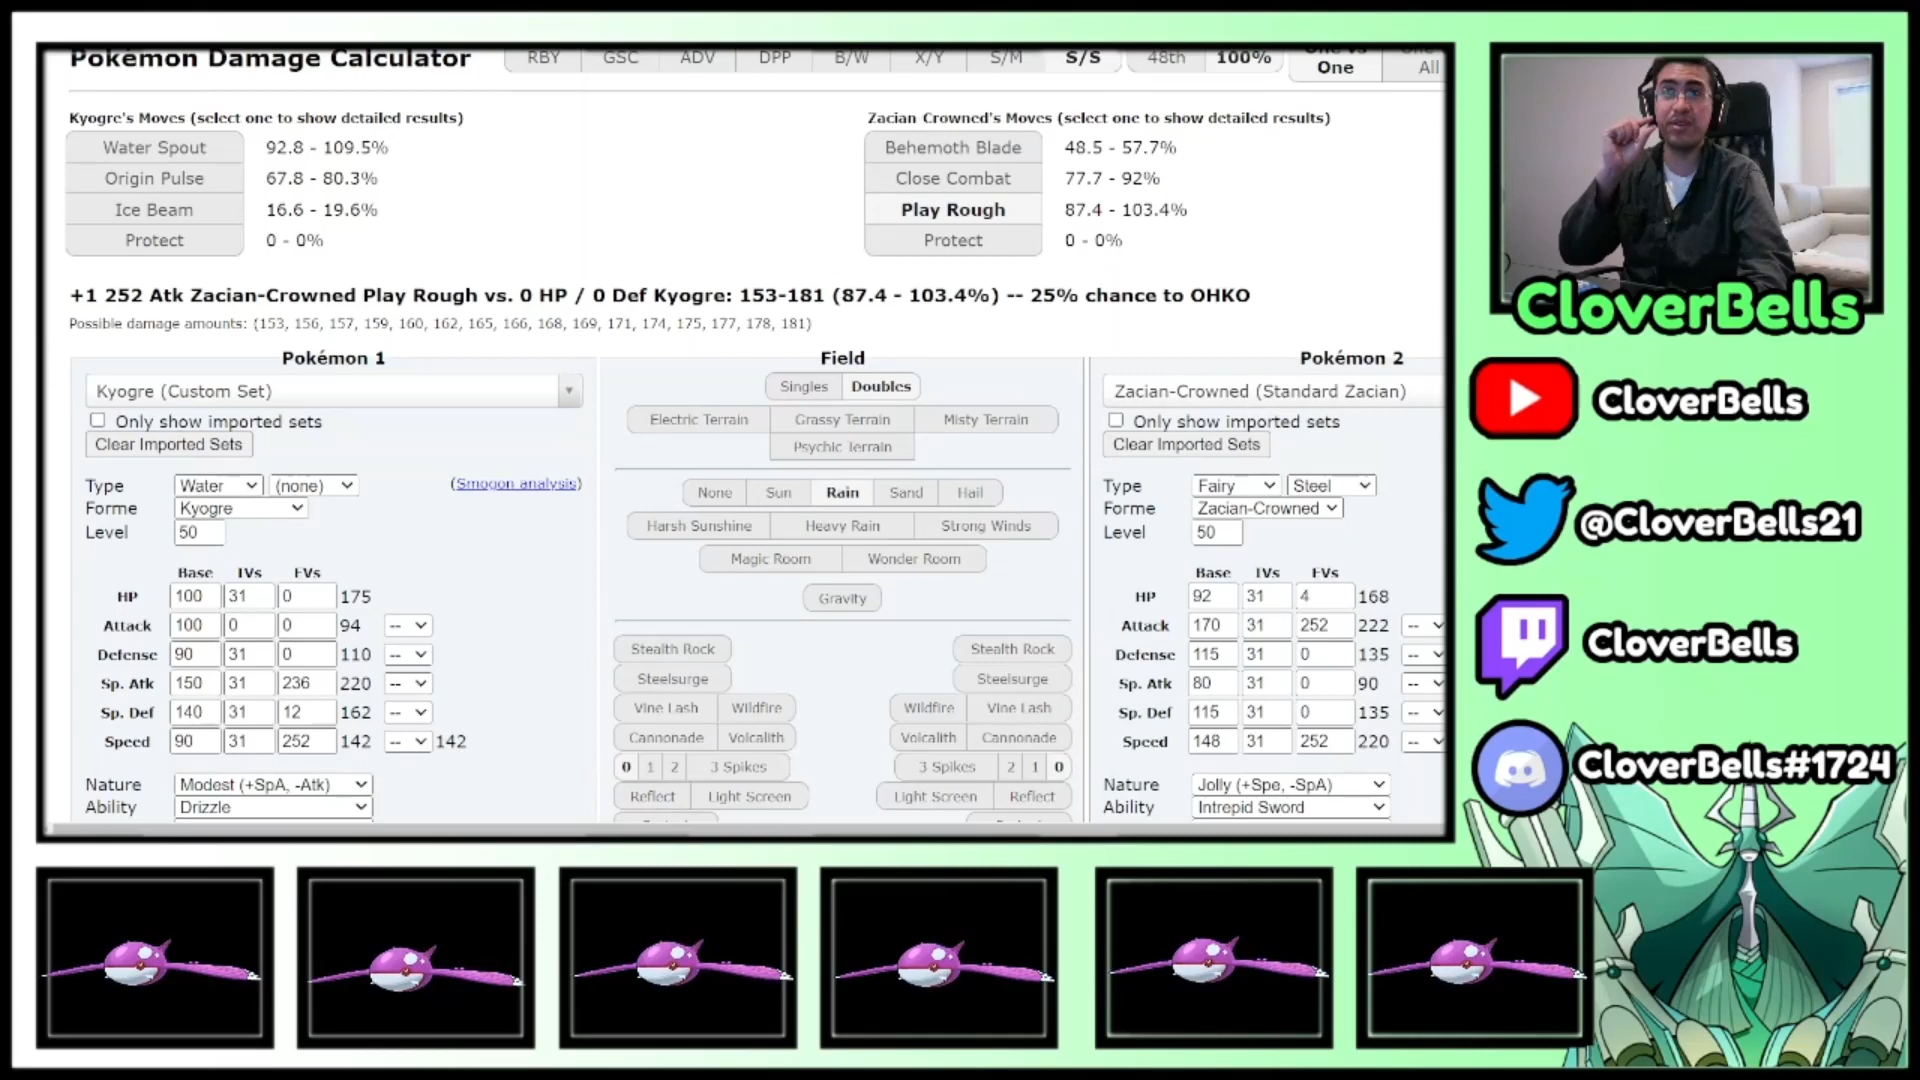 Pokémon Damage Calculator RBY GSC ADV DPP B/W X/Y S/M S/S 48th 100% One vs One All
Kyogre's Moves (select one to show detailed results)
Water Spout 92.8 - 109.5%
Origin Pulse 67.8 - 80.3%
Ice Beam 16.6 - 19.6%
Protect 0 - 0%
Zacian Crowned's Moves (select one to show detailed results)
Behemoth Blade 48.5 - 57.7%
Close Combat 77.7 - 92%
Play Rough 87.4 - 103.4%
Protect 0 - 0%
+1 252 Atk Zacian-Crowned Play Rough vs. 0 HP / 0 Def Kyogre: 153-181 (87.4 - 103.4%) -- 25% chance to OHKO
Possible damage amounts: (153, 156, 157, 159, 160, 162, 165, 166, 168, 169, 171, 174, 175, 177, 178, 181)
Pokémon 1
Kyogre (Custom Set)
Only show imported sets
Clear Imported Sets
Type Water (none) (Smogon analysis)
Forme Kyogre
Level 50
Base IVs EVs
HP 100 31 0 175
Attack 100 0 0 94 --
Defense 90 31 0 110 --
Sp. Atk 150 31 236 220 --
Sp. Def 140 31 12 162 --
Speed 90 31 252 142 -- 142
Nature Modest (+SpA, -Atk)
Ability Drizzle
Field
Singles Doubles
Electric Terrain Grassy Terrain Misty Terrain
Psychic Terrain
None Sun Rain Sand Hail
Harsh Sunshine Heavy Rain Strong Winds
Magic Room Wonder Room
Gravity
Stealth Rock Stealth Rock
Steelsurge Steelsurge
Vine Lash Wildfire Wildfire Vine Lash
Cannonade Volcalith Volcalith Cannonade
0 1 2 3 Spikes 3 Spikes 2 1 0
Reflect Light Screen Light Screen Reflect
Pokémon 2
Zacian-Crowned (Standard Zacian)
Only show imported sets
Clear Imported Sets
Type Fairy Steel
Forme Zacian-Crowned
Level 50
Base IVs EVs
HP 92 31 4 168
Attack 170 31 252 222 --
Defense 115 31 0 135 --
Sp. Atk 80 31 0 90 --
Sp. Def 115 31 0 135 --
Speed 148 31 252 220 --
Nature Jolly (+Spe, -SpA)
Ability Intrepid Sword
CloverBells
CloverBells
@CloverBells21
CloverBells
CloverBells#1724